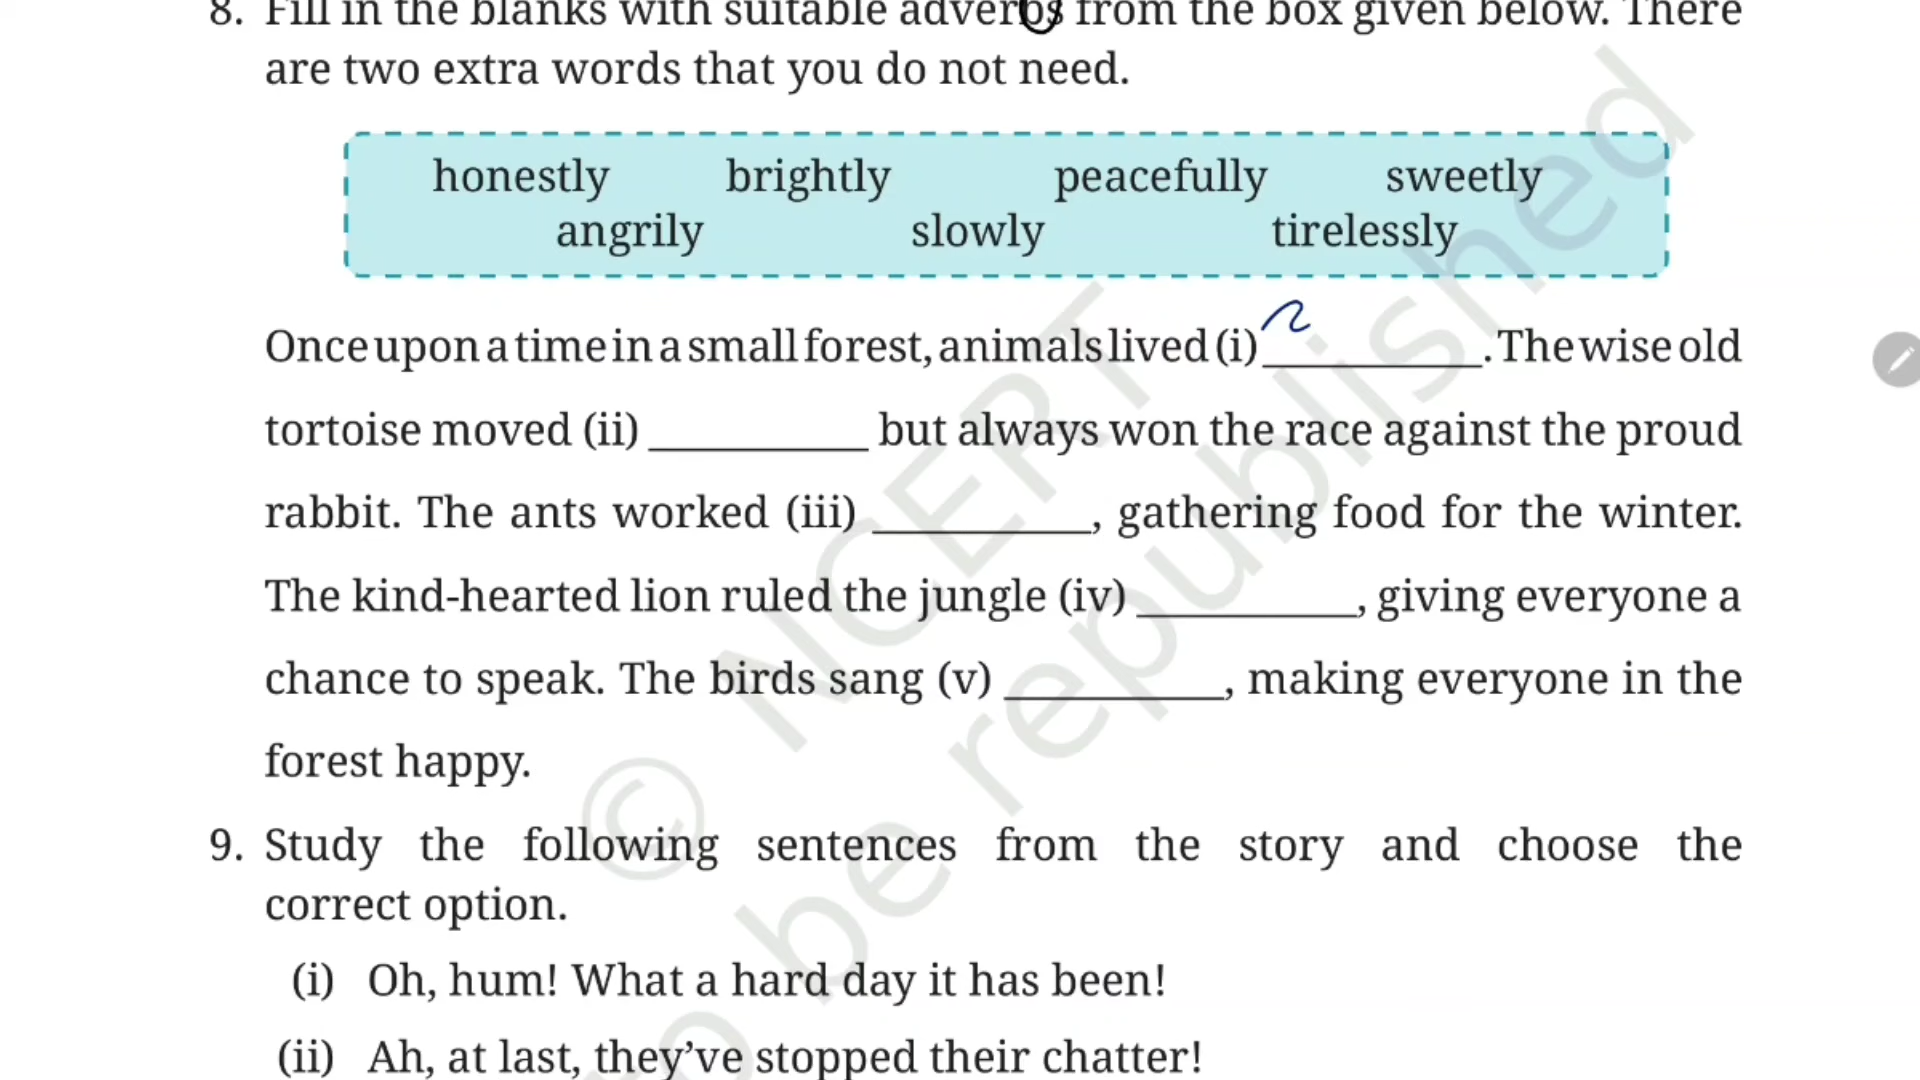 8. Fill in the blanks with suitable adverbs from the box given below. There
are two extra words that you do not need.
honestly brightly peacefully sweetly
angrily slowly tirelessly
Once upon a time in a small forest, animals lived (i)__________. The wise old
tortoise moved (ii) __________ but always won the race against the proud
rabbit. The ants worked (iii) __________, gathering food for the winter.
The kind-hearted lion ruled the jungle (iv) __________, giving everyone a
chance to speak. The birds sang (v) __________, making everyone in the
forest happy.
9. Study the following sentences from the story and choose the
correct option.
(i) Oh, hum! What a hard day it has been!
(ii) Ah, at last, they’ve stopped their chatter!
© NCERT
be republished